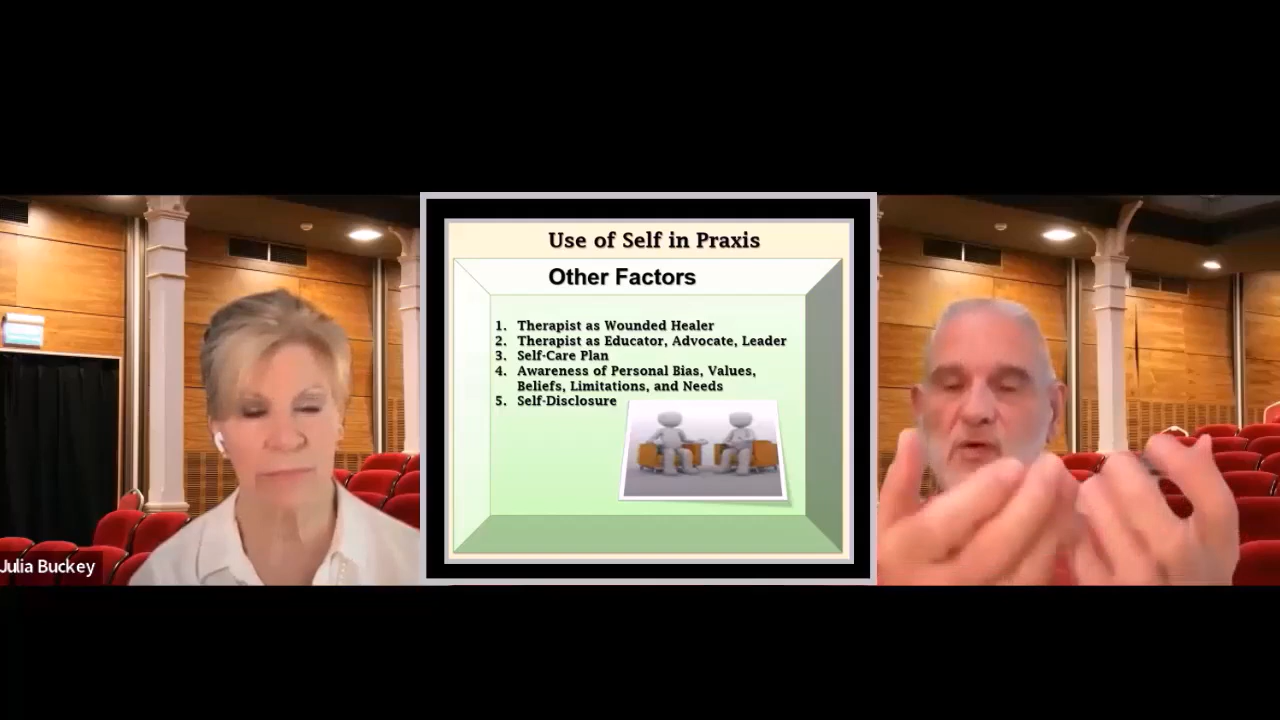 Use of Self in Praxis
Other Factors
1. Therapist as Wounded Healer
2. Therapist as Educator, Advocate, Leader
3. Self-Care Plan
4. Awareness of Personal Bias, Values,
Beliefs, Limitations, and Needs
5. Self-Disclosure
Julia Buckey